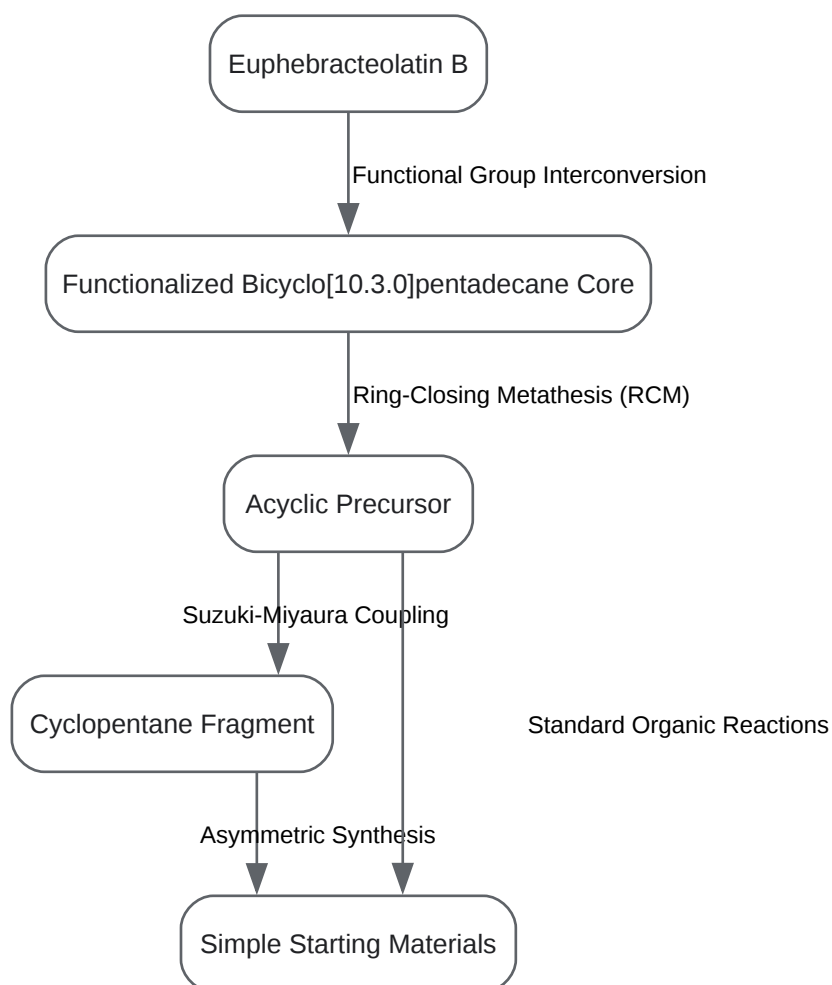 Euphebracteolatin B
Functional Group Interconversion
Functionalized Bicyclo[10.3.0]pentadecane Core
Ring-Closing Metathesis (RCM)
Acyclic Precursor
Suzuki-Miyaura Coupling
Cyclopentane Fragment
Standard Organic Reactions
Asymmetric Synthesis
Simple Starting Materials